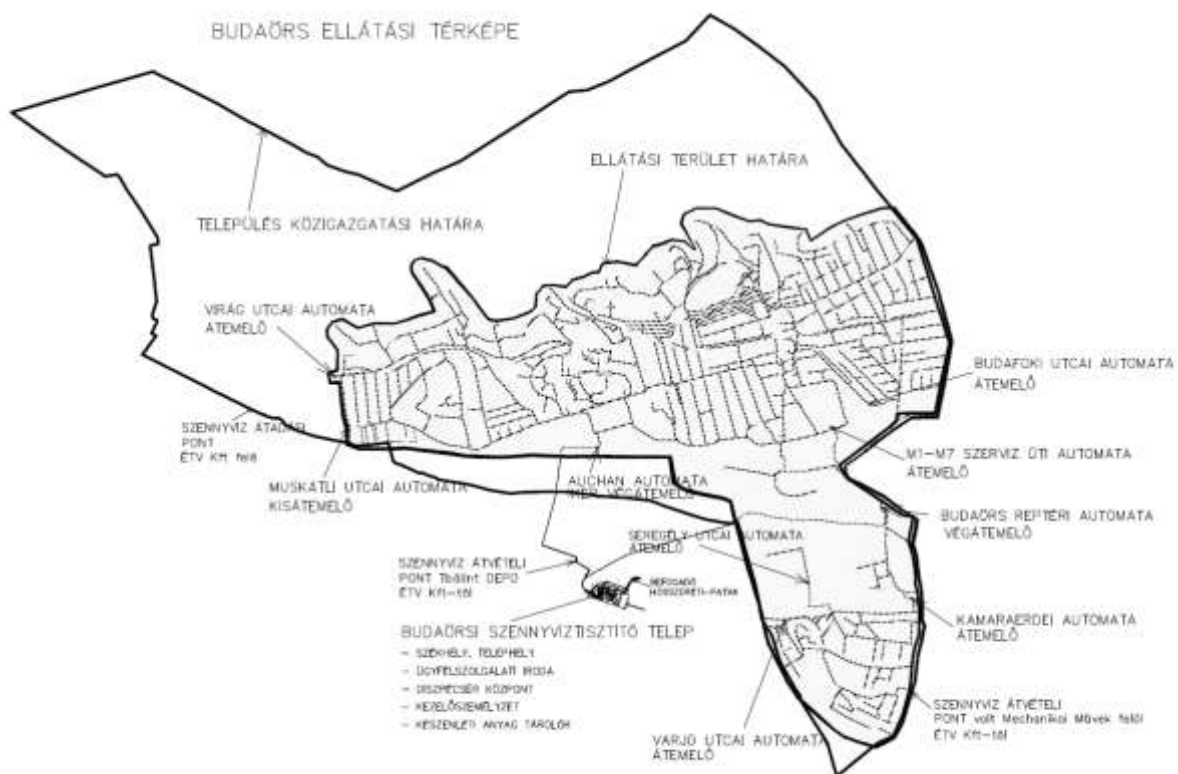 BUDAÖRS ELLÁTÁSI TÉRKÉPE
ELLÁTÁSI TERÜLET HATÁRA
TELEPÜLÉS KÖZIGAZGATÁSI HATÁRA
VIRÁG UTCAI AUTOMATA
ÁTEMELŐ
BUDAFOKI UTCAI AUTOMATA
ÁTEMELŐ
SZENNYVÍZ ÁTADÁSI
PONT
ÉTV Kft felé
M1-M7 SZERVIZ ÚTI AUTOMATA
ÁTEMELŐ
MUSKÁTLI UTCAI AUTOMATA
KISÁTEMELŐ
AUCHAN AUTOMATA
VÉGÁTEMELŐ
BUDAÖRS REPTÉRI AUTOMATA
VÉGÁTEMELŐ
SEREGÉLY UTCAI AUTOMATA
ÁTEMELŐ
SZENNYVÍZ ÁTVÉTELI
PONT Tbálint DEPO
ÉTV Kft-től
BEFOGADÓ
HOSSZÚRÉTI-PATAK
KAMARAERDEI AUTOMATA
ÁTEMELŐ
BUDAÖRSI SZENNYVÍZTISZTÍTÓ TELEP
- SZÉKHELY, TELEPHELY
- ÜGYFÉLSZOLGÁLATI IRODA
- DISZPÉCSER KÖZPONT
- KEZELŐSZEMÉLYZET
- KÉSZENLÉTI ANYAG TÁROLÓK
SZENNYVÍZ ÁTVÉTELI
PONT volt Mechanikai Művek felől
ÉTV Kft-től
VARJÚ UTCAI AUTOMATA
ÁTEMELŐ